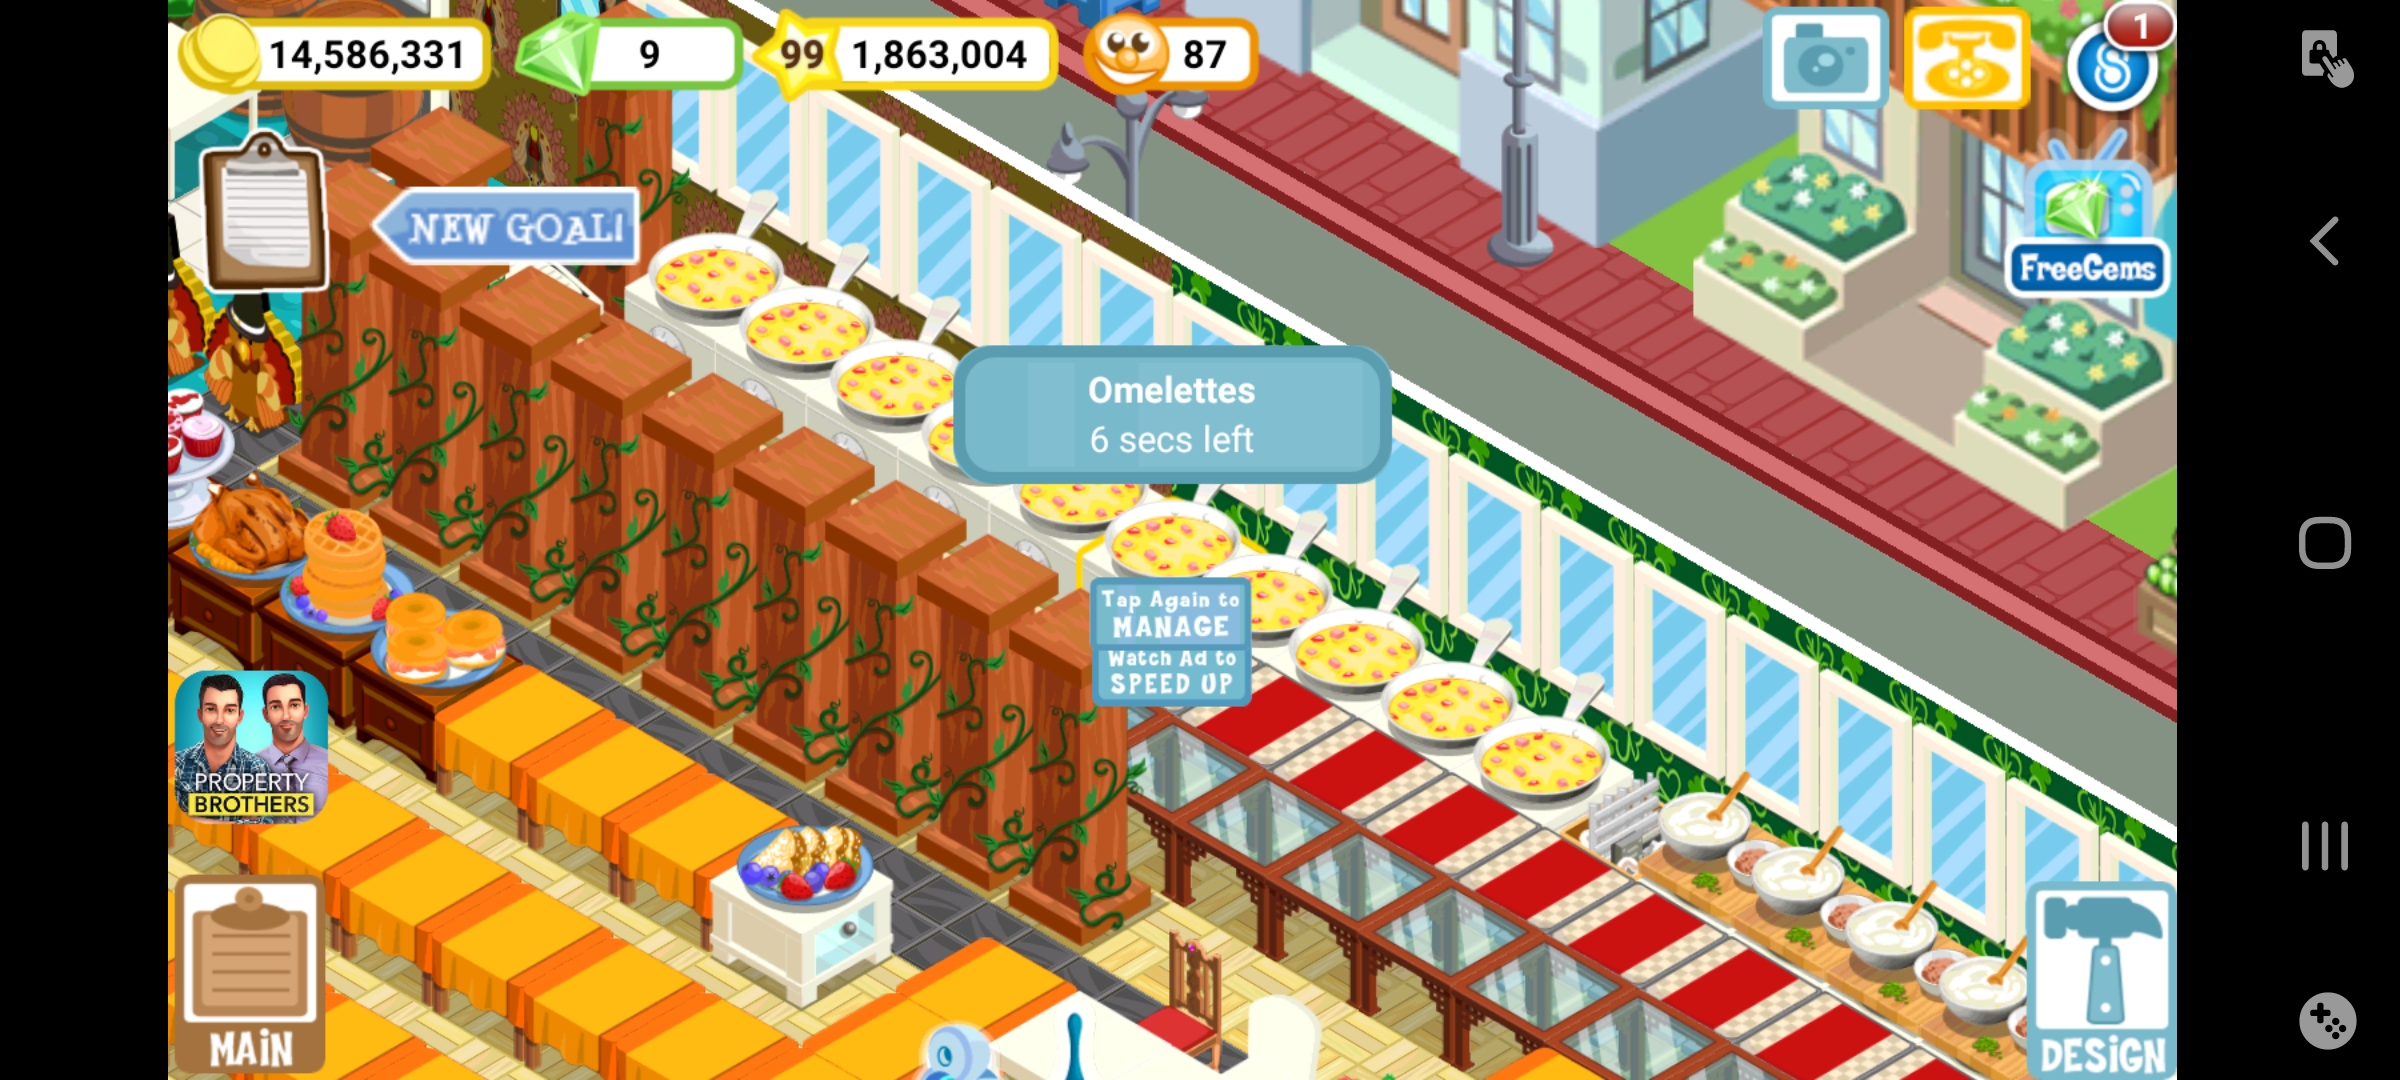 14,586,331
9
99
1,863,004
87
1
NEW GOAL!
FreeGems
Omelettes
6 secs left
Tap Again to
MANAGE
Watch Ad to
SPEED UP
PROPERTY
BROTHERS
MAIN
DESIGN